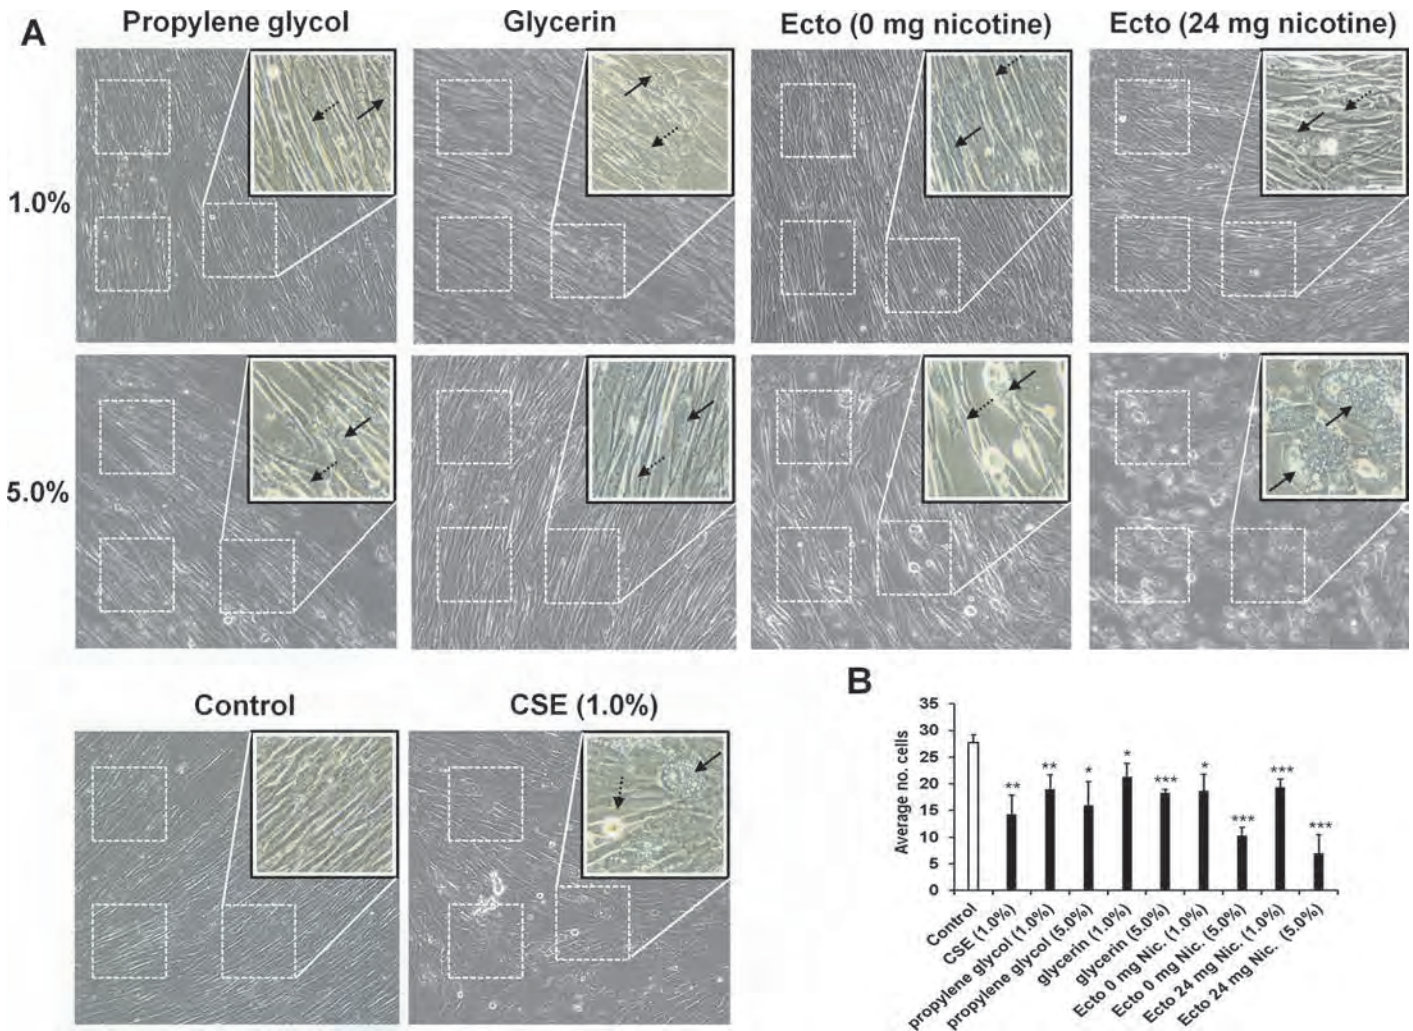 A
Propylene glycol
Glycerin
Ecto (0 mg nicotine)
Ecto (24 mg nicotine)
1.0%
5.0%
Control
CSE (1.0%)
B
Average no. cells
35
30
25
20
15
10
5
0
**
**
*
*
***
*
***
***
***
Control
CSE (1.0%)
propylene glycol (1.0%)
propylene glycol (5.0%)
glycerin (1.0%)
glycerin (5.0%)
Ecto 0 mg Nic. (1.0%)
Ecto 0 mg Nic. (5.0%)
Ecto 24 mg Nic. (1.0%)
Ecto 24 mg Nic. (5.0%)